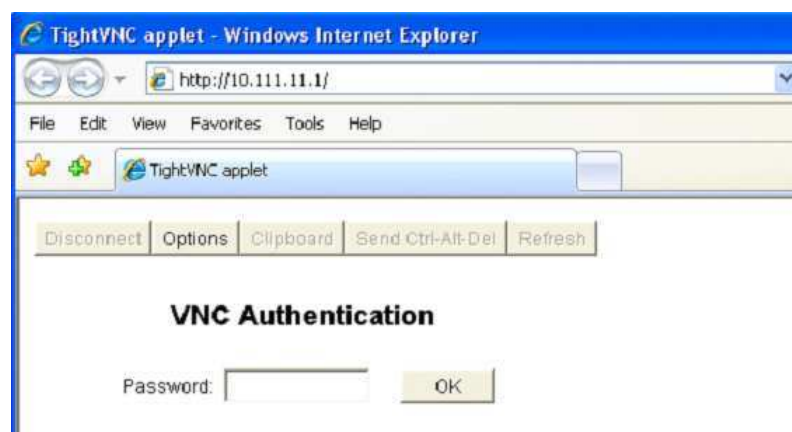 TightVNC applet - Windows Internet Explorer
http://10.111.11.1/
File Edit View Favorites Tools Help
TightVNC applet
Disconnect Options Clipboard Send Ctrl-Alt-Del Refresh
VNC Authentication
Password: OK